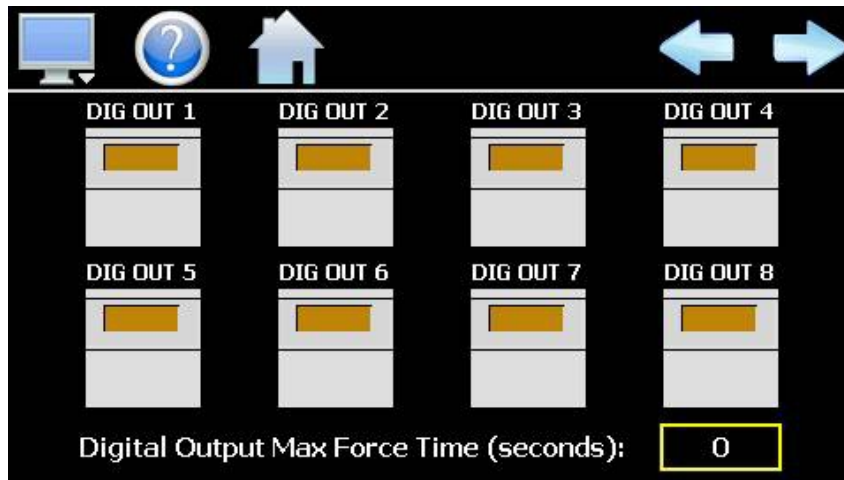 ?
DIG OUT 1 DIG OUT 2 DIG OUT 3 DIG OUT 4
DIG OUT 5 DIG OUT 6 DIG OUT 7 DIG OUT 8
Digital Output Max Force Time (seconds): 0